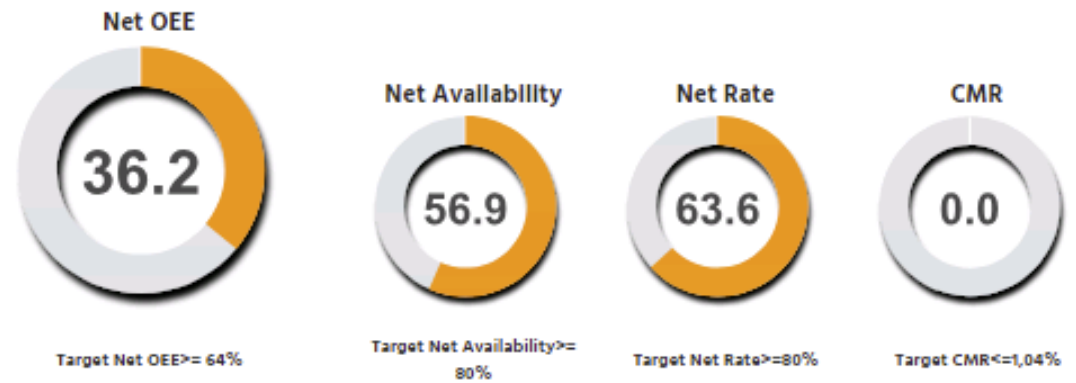 Net OEE
36.2
Target Net OEE>= 64%
Net Availability
56.9
Target Net Availability>=
80%
Net Rate
63.6
Target Net Rate>=80%
CMR
0.0
Target CMR<=1,04%